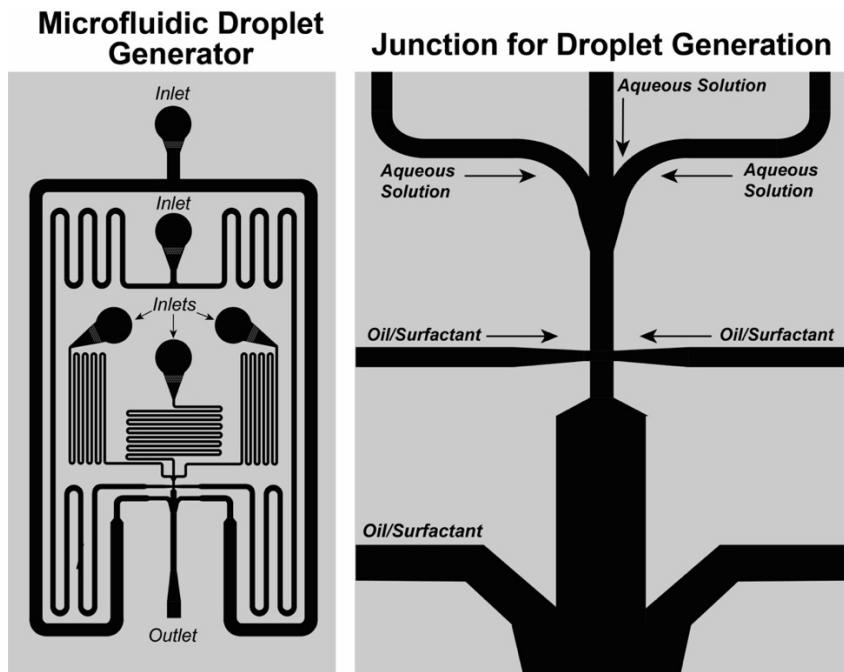 Microfluidic Droplet
Generator
Inlet
Inlet
Inlets
Outlet
Junction for Droplet Generation
Aqueous Solution
Aqueous
Solution
Aqueous
Solution
Oil/Surfactant
Oil/Surfactant
Oil/Surfactant